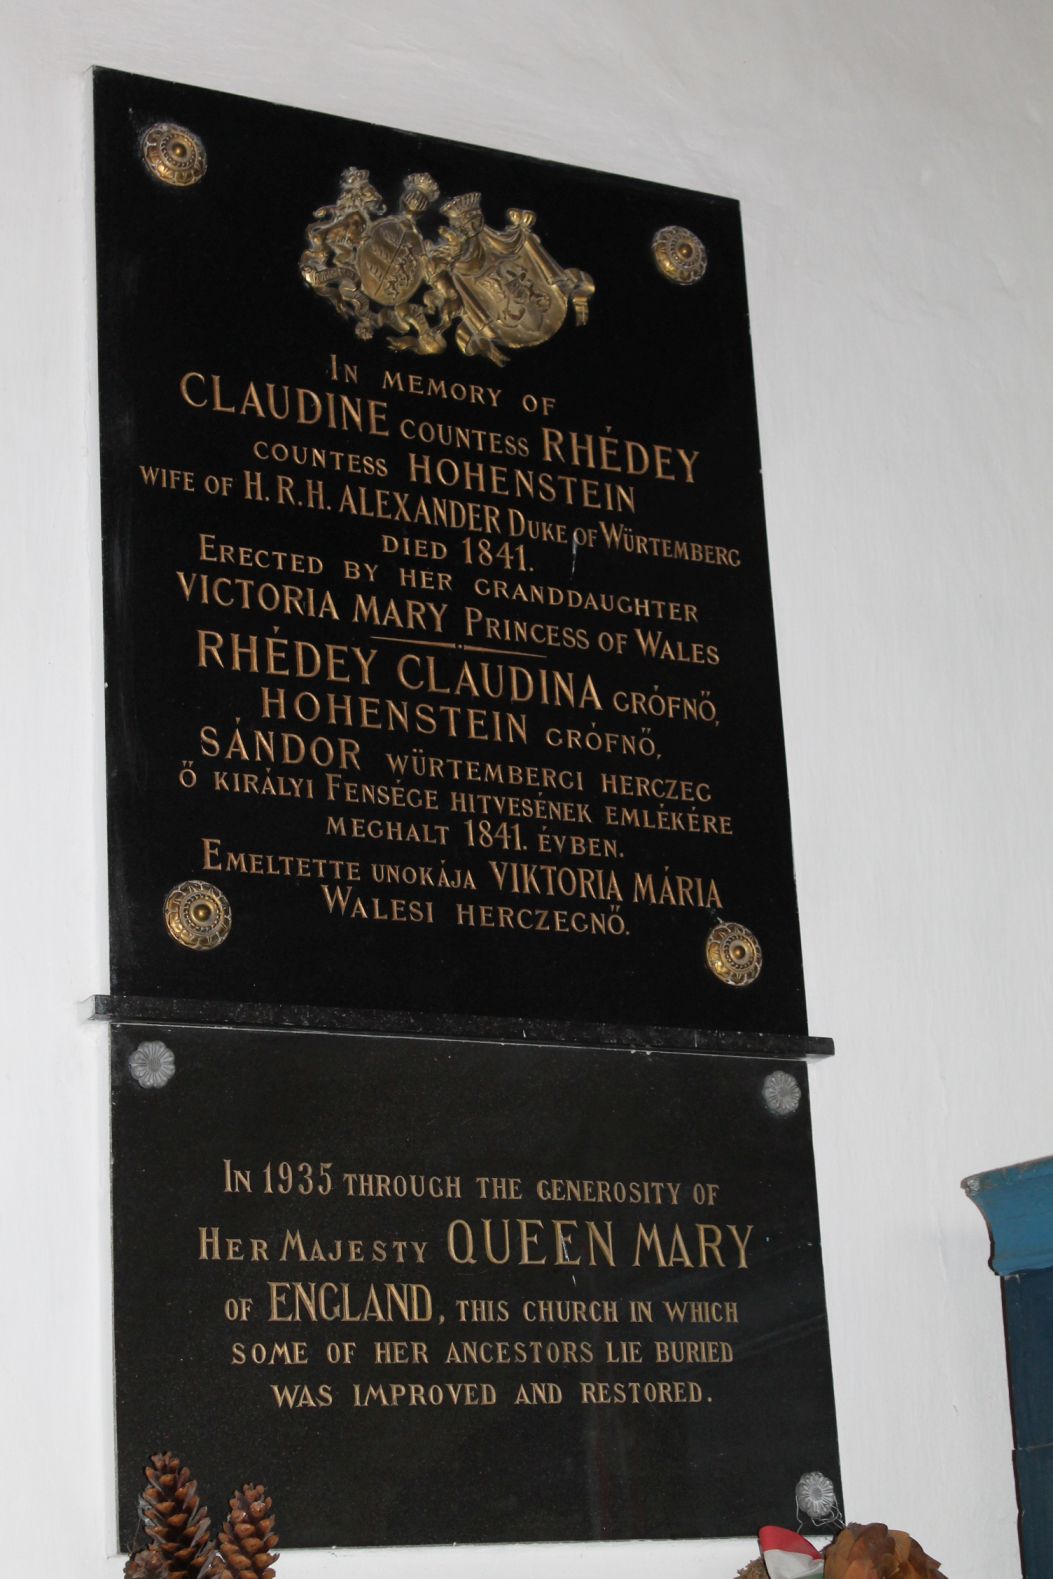 IN MEMORY OF
CLAUDINE COUNTESS RHÉDEY
COUNTESS HOHENSTEIN
WIFE OF H.R.H. ALEXANDER DUKE OF WÜRTEMBERG
DIED 1841.
ERECTED BY HER GRANDDAUGHTER
VICTORIA MARY PRINCESS OF WALES
RHÉDEY CLAUDINA GRÓFNŐ,
HOHENSTEIN GRÓFNŐ,
SÁNDOR WÜRTEMBERGI HERCZEG
Ő KIRÁLYI FENSÉGE HITVESÉNEK EMLÉKÉRE
MEGHALT 1841. ÉVBEN.
EMELTETTE UNOKÁJA VIKTORIA MÁRIA
WALESI HERCZEGNŐ.
IN 1935 THROUGH THE GENEROSITY OF
HER MAJESTY QUEEN MARY
OF ENGLAND, THIS CHURCH IN WHICH
SOME OF HER ANCESTORS LIE BURIED
WAS IMPROVED AND RESTORED.